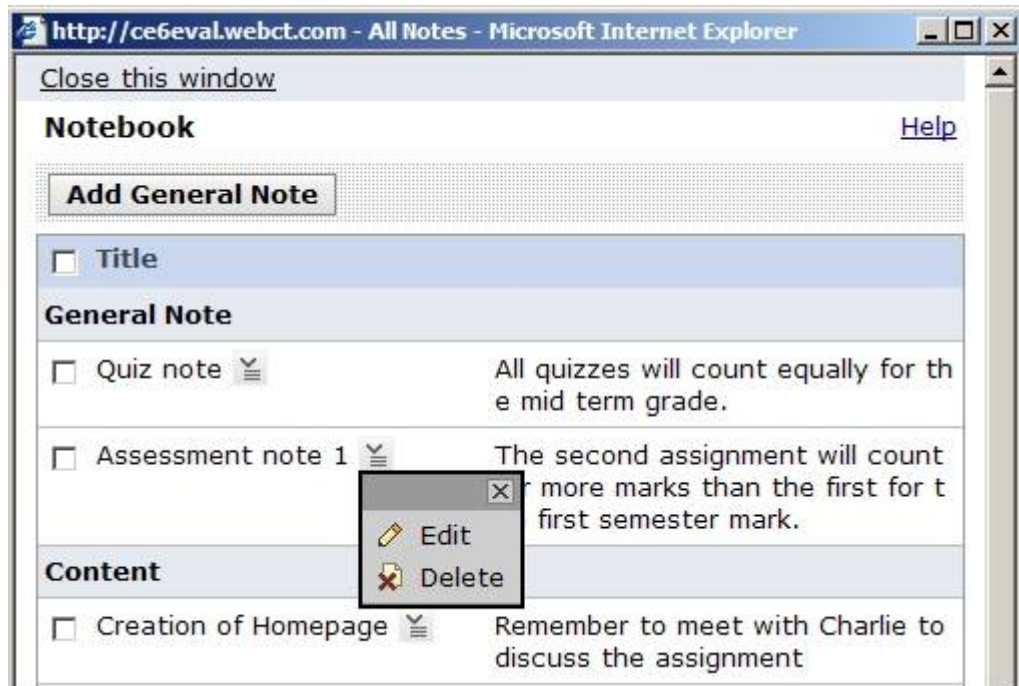 http://ce6eval.webct.com - All Notes - Microsoft Internet Explorer
Close this window
Notebook
Help
Add General Note
Title
General Note
Quiz note
All quizzes will count equally for th
e mid term grade.
Assessment note 1
The second assignment will count
more marks than the first for t
first semester mark.
Edit
Delete
Content
Creation of Homepage
Remember to meet with Charlie to
discuss the assignment